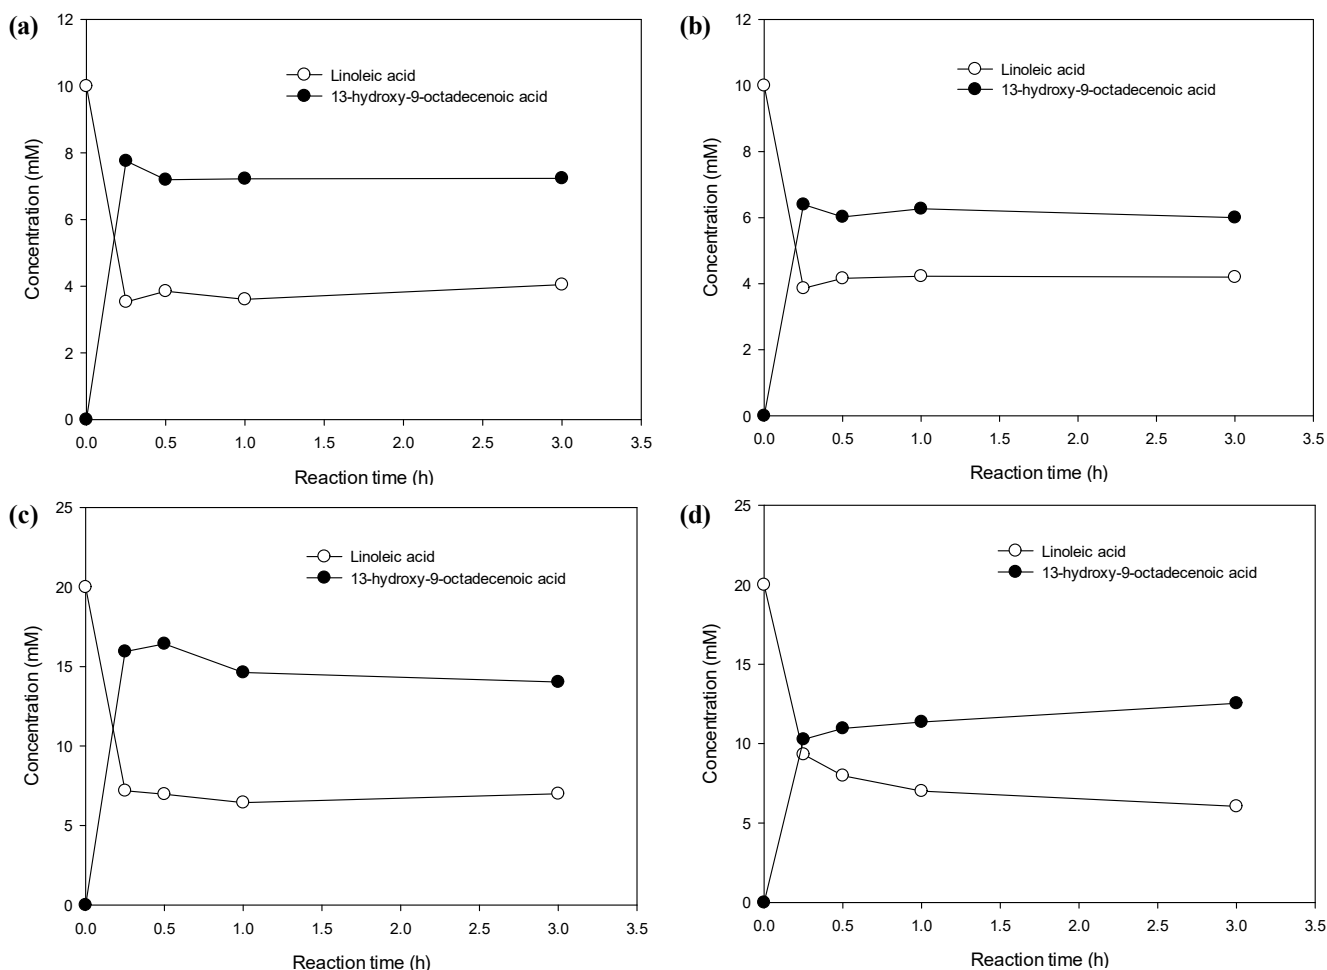 (a)
12
10
8
6
4
2
0
Concentration (mM)
Linoleic acid
13-hydroxy-9-octadecenoic acid
0.0 0.5 1.0 1.5 2.0 2.5 3.0 3.5
Reaction time (h)
(b)
12
10
8
6
4
2
0
Concentration (mM)
Linoleic acid
13-hydroxy-9-octadecenoic acid
0.0 0.5 1.0 1.5 2.0 2.5 3.0 3.5
Reaction time (h)
(c)
25
20
15
10
5
0
Concentration (mM)
Linoleic acid
13-hydroxy-9-octadecenoic acid
0.0 0.5 1.0 1.5 2.0 2.5 3.0 3.5
Reaction time (h)
(d)
25
20
15
10
5
0
Concentration (mM)
Linoleic acid
13-hydroxy-9-octadecenoic acid
0.0 0.5 1.0 1.5 2.0 2.5 3.0 3.5
Reaction time (h)